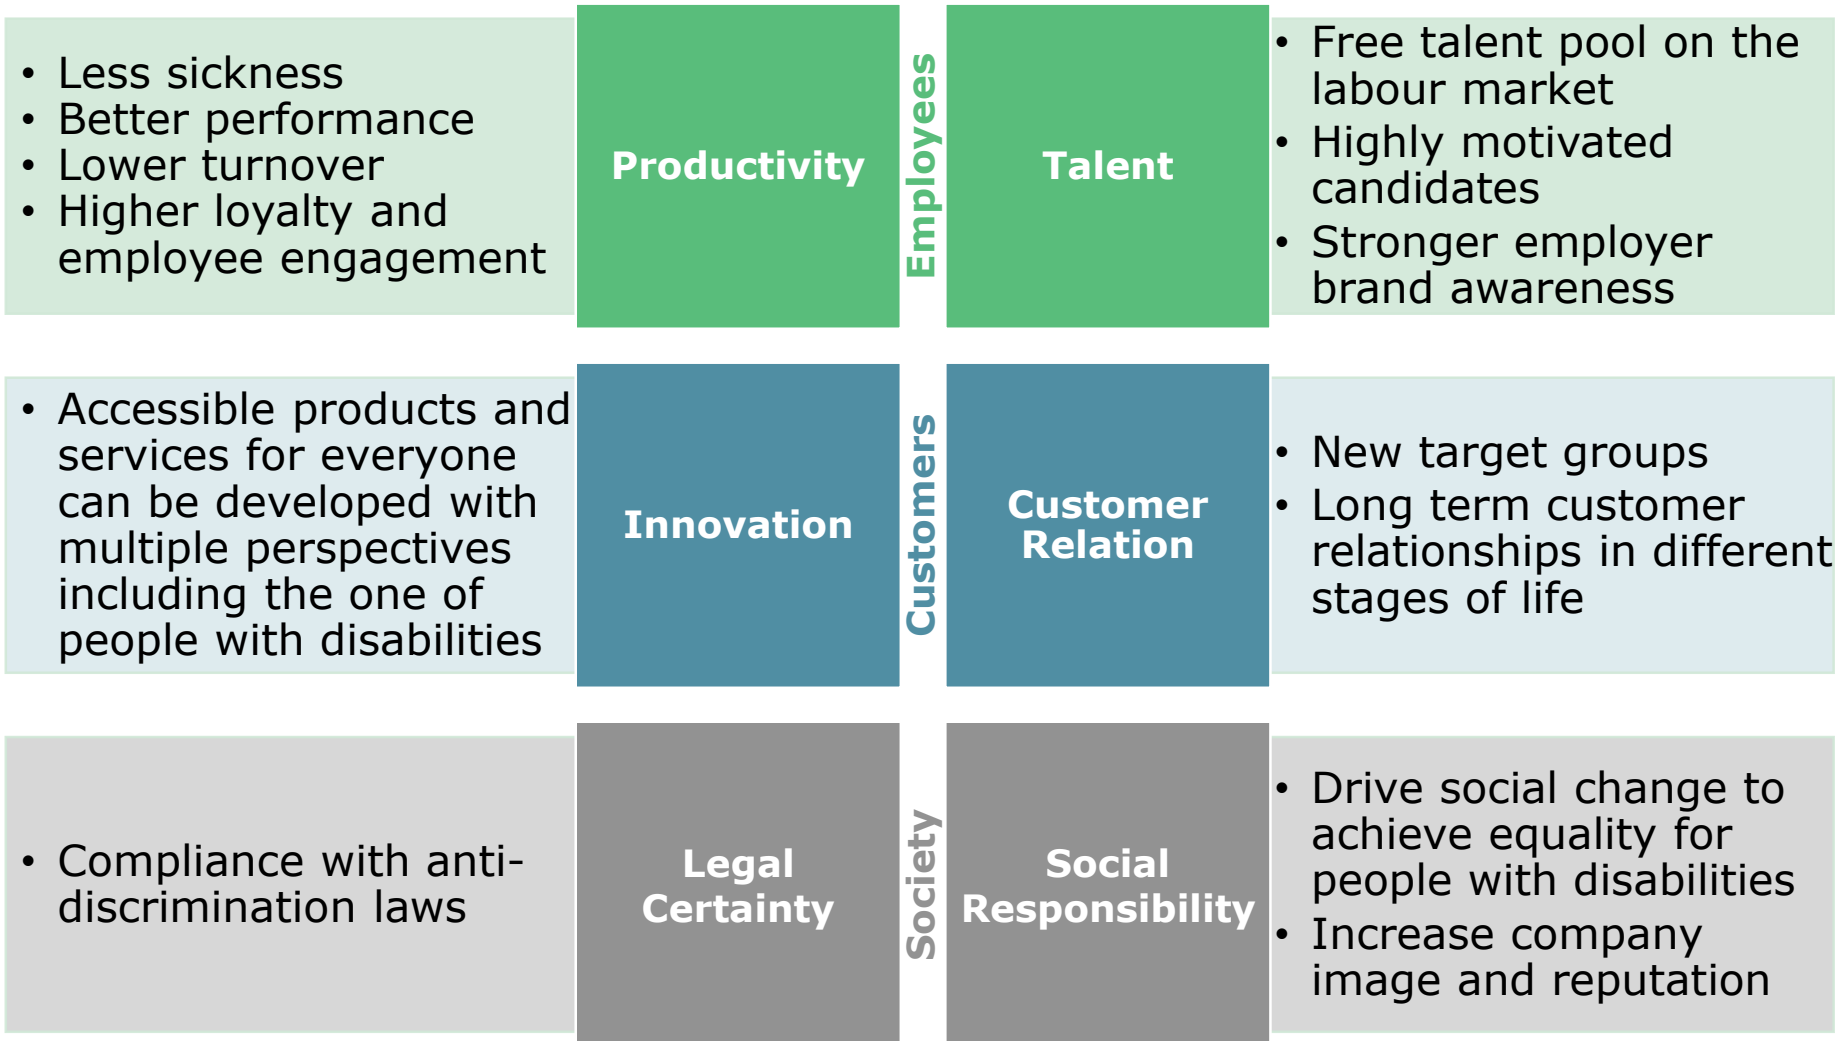 • Less sickness
• Better performance
• Lower turnover
• Higher loyalty and
employee engagement
Productivity
Employees
Talent
• Free talent pool on the
labour market
• Highly motivated
candidates
• Stronger employer
brand awareness
• Accessible products and
services for everyone
can be developed with
multiple perspectives
including the one of
people with disabilities
Innovation
Customers
Customer
Relation
• New target groups
• Long term customer
relationships in different
stages of life
• Compliance with anti-
discrimination laws
Legal
Certainty
Society
Social
Responsibility
• Drive social change to
achieve equality for
people with disabilities
• Increase company
image and reputation